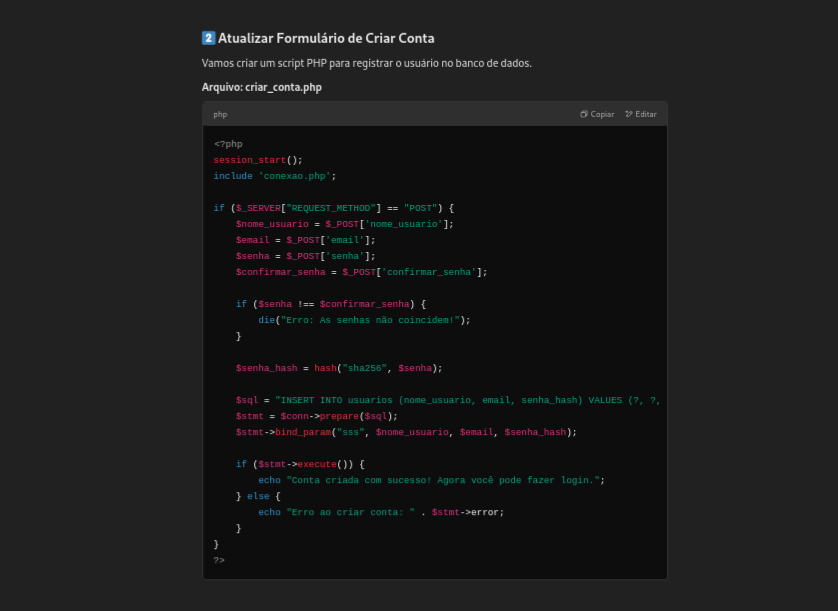 2 Atualizar Formulário de Criar Conta
Vamos criar um script PHP para registrar o usuário no banco de dados.
Arquivo: criar_conta.php
php Copiar Editar
<?php
session_start();
include 'conexao.php';

if ($_SERVER["REQUEST_METHOD"] == "POST") {
    $nome_usuario = $_POST['nome_usuario'];
    $email = $_POST['email'];
    $senha = $_POST['senha'];
    $confirmar_senha = $_POST['confirmar_senha'];

    if ($senha !== $confirmar_senha) {
        die("Erro: As senhas não coincidem!");
    }

    $senha_hash = hash("sha256", $senha);

    $sql = "INSERT INTO usuarios (nome_usuario, email, senha_hash) VALUES (?, ?,
    $stmt = $conn->prepare($sql);
    $stmt->bind_param("sss", $nome_usuario, $email, $senha_hash);

    if ($stmt->execute()) {
        echo "Conta criada com sucesso! Agora você pode fazer login.";
    } else {
        echo "Erro ao criar conta: " . $stmt->error;
    }
}
?>